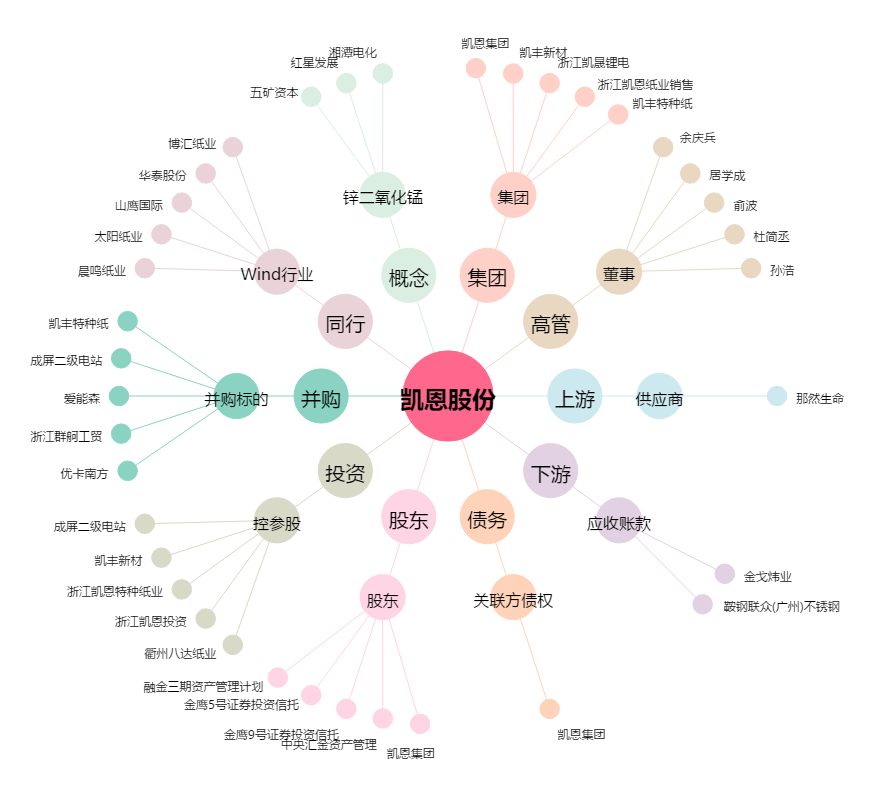 凯恩集团
凯丰新材
浙江凯晟锂电
浙江凯恩纸业销售
凯丰特种纸
集团
集团
湘潭电化
红星发展
五矿资本
锌二氧化锰
概念
余庆兵
居学成
俞波
杜简丞
孙浩
董事
高管
博汇纸业
华泰股份
山鹰国际
太阳纸业
晨鸣纸业
Wind行业
同行
凯丰特种纸
成屏二级电站
爱能森
浙江群舸工贸
优卡南方
并购标的
并购
凯恩股份
上游
供应商
那然生命
投资
控参股
成屏二级电站
凯丰新材
浙江凯恩特种纸业
浙江凯恩投资
衢州八达纸业
下游
应收账款
金戈炜业
鞍钢联众(广州)不锈钢
股东
股东
融金三期资产管理计划
金鹰5号证券投资信托
金鹰9号证券投资信托
中央汇金资产管理
凯恩集团
债务
关联方债权
凯恩集团